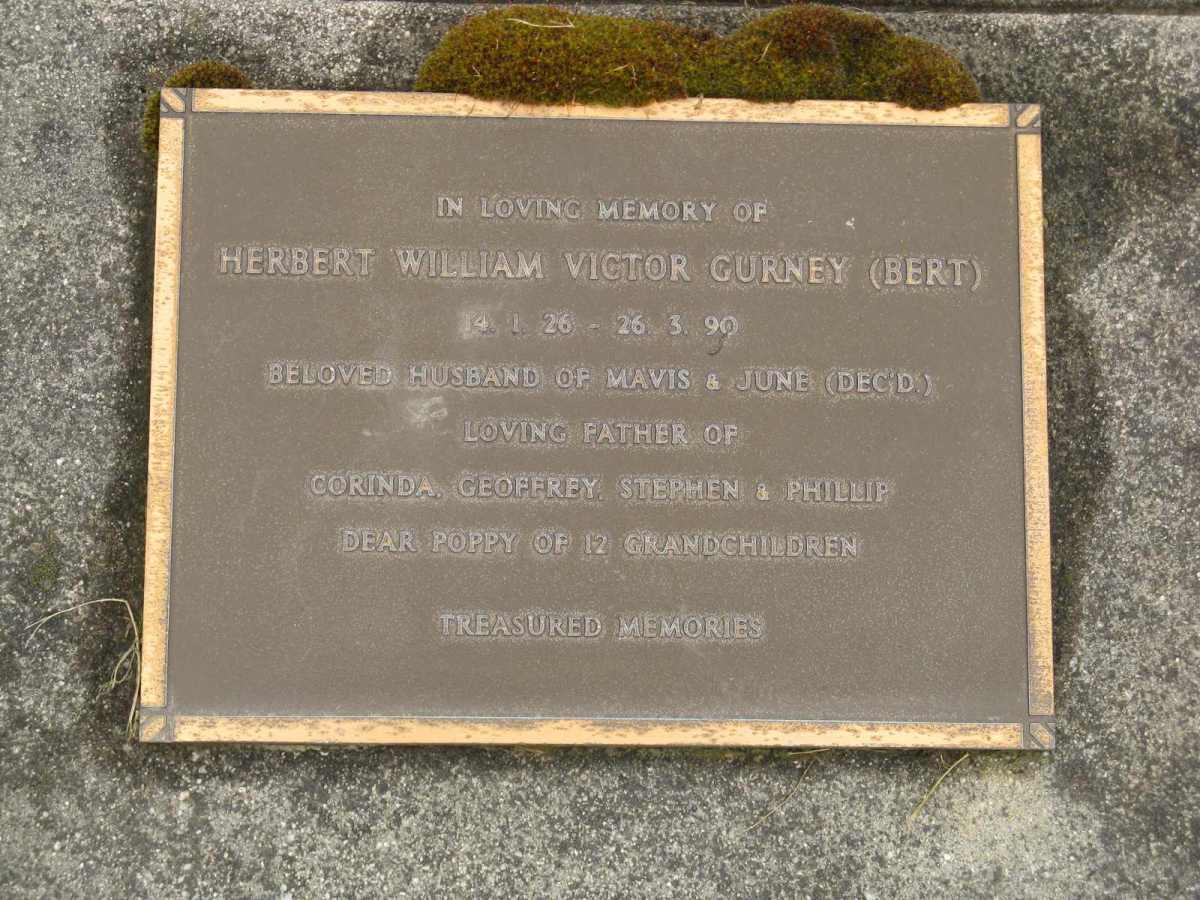 IN LOVING MEMORY OF
HERBERT WILLIAM VICTOR GURNEY (BERT)
14. 1. 26 - 26. 3. 90
BELOVED HUSBAND OF MAVIS & JUNE (DEC'D.)
LOVING FATHER OF
CORINDA, GEOFFREY, STEPHEN & PHILLIP
DEAR POPPY OF 12 GRANDCHILDREN
TREASURED MEMORIES